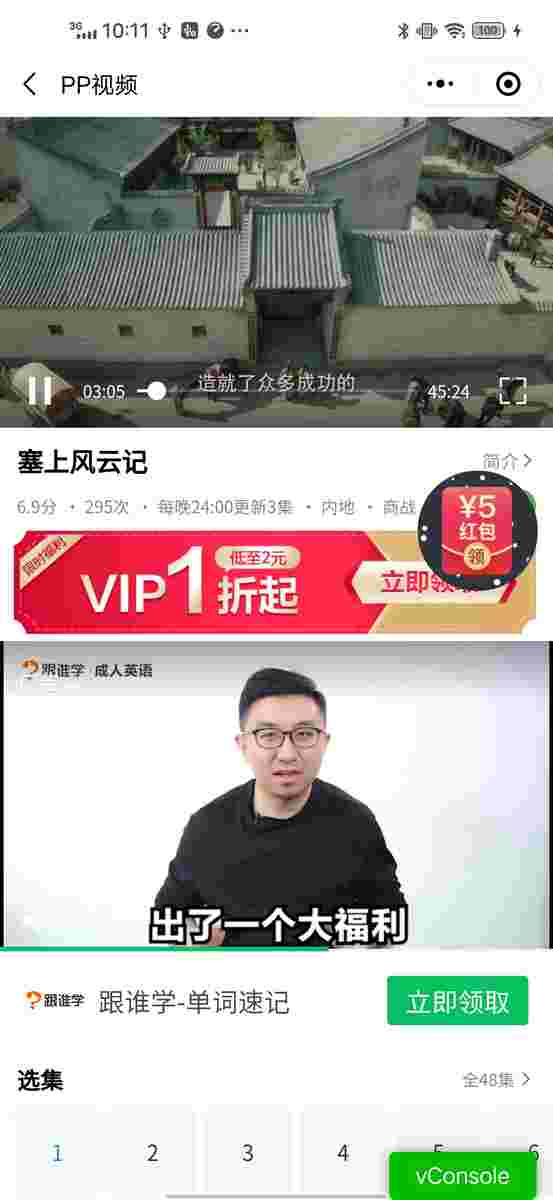 3G 10:11 100
PP视频
造就了众多成功的
03:05 45:24
塞上风云记
简介
6.9分 · 295次 · 每晚24:00更新3集 · 内地 · 商战
¥5
红包
领
限时福利
VIP1折起
低至2元
立即领取
跟谁学 成人英语
出了一个大福利
跟谁学 跟谁学-单词速记 立即领取
选集 全48集
1 2 3 4 5 6
vConsole